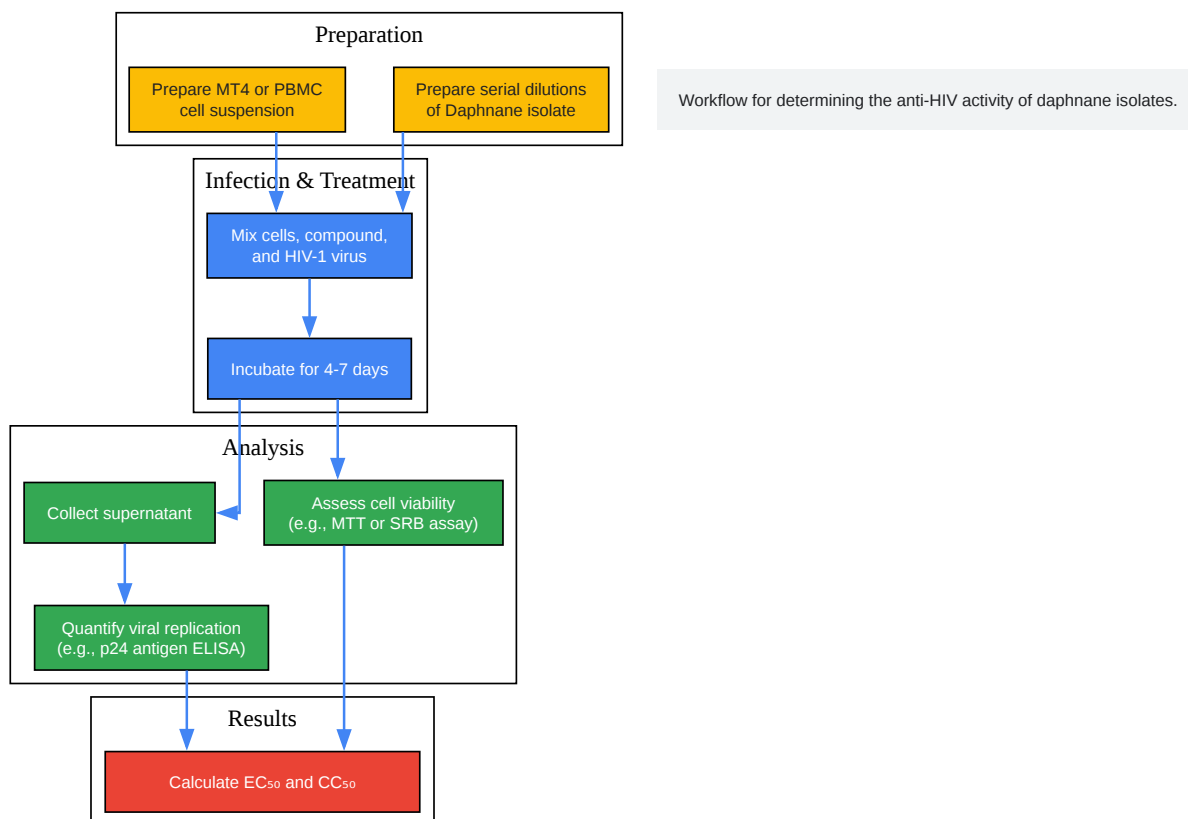 Preparation
Prepare MT4 or PBMC
cell suspension
Prepare serial dilutions
of Daphnane isolate
Workflow for determining the anti-HIV activity of daphnane isolates.
Infection & Treatment
Mix cells, compound,
and HIV-1 virus
Incubate for 4-7 days
Analysis
Collect supernatant
Assess cell viability
(e.g., MTT or SRB assay)
Quantify viral replication
(e.g., p24 antigen ELISA)
Results
Calculate EC₅₀ and CC₅₀